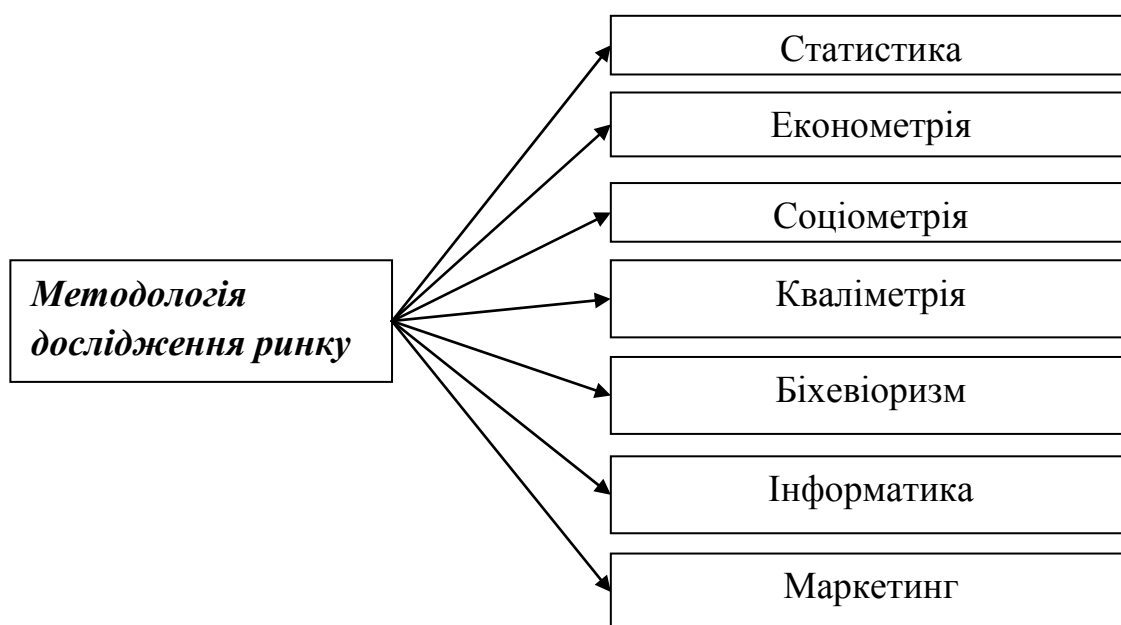 Статистика
Економетрія
Соціометрія
Методологія
дослідження ринку
Кваліметрія
Біхевіоризм
Інформатика
Маркетинг